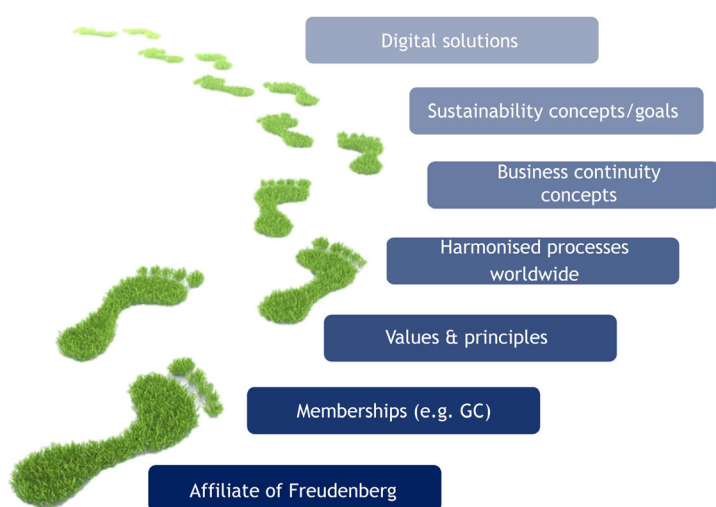 Digital solutions
Sustainability concepts/goals
Business continuity
concepts
Harmonised processes
worldwide
Values & principles
Memberships (e.g. GC)
Affiliate of Freudenberg